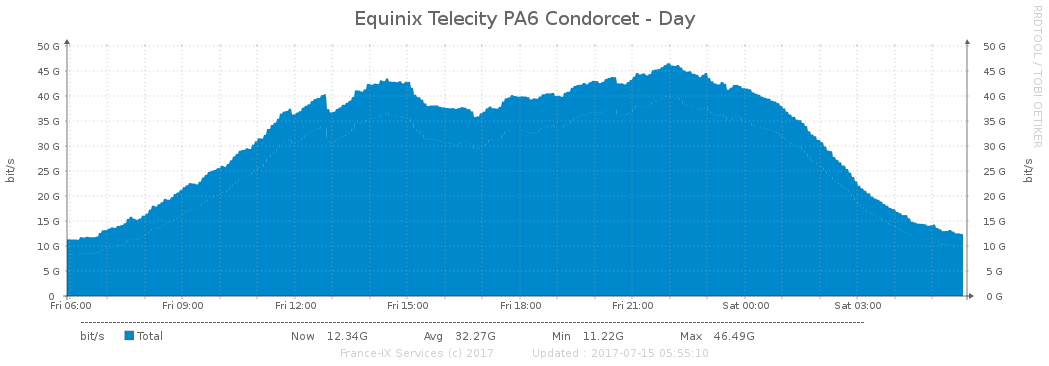 Equinix Telecity PA6 Condorcet - Day
RRDTOOL / TOBI OETIKER
50 G 50 G
45 G 45 G
40 G 40 G
35 G 35 G
30 G 30 G
25 G 25 G
20 G 20 G
15 G 15 G
10 G 10 G
5 G 5 G
0 0 G
bit/s
bit/s
Fri 06:00 Fri 09:00 Fri 12:00 Fri 15:00 Fri 18:00 Fri 21:00 Sat 00:00 Sat 03:00
bit/s Total Now 12.34G Avg 32.27G Min 11.22G Max 46.49G
France-IX Services (c) 2017 Updated : 2017-07-15 05:55:10